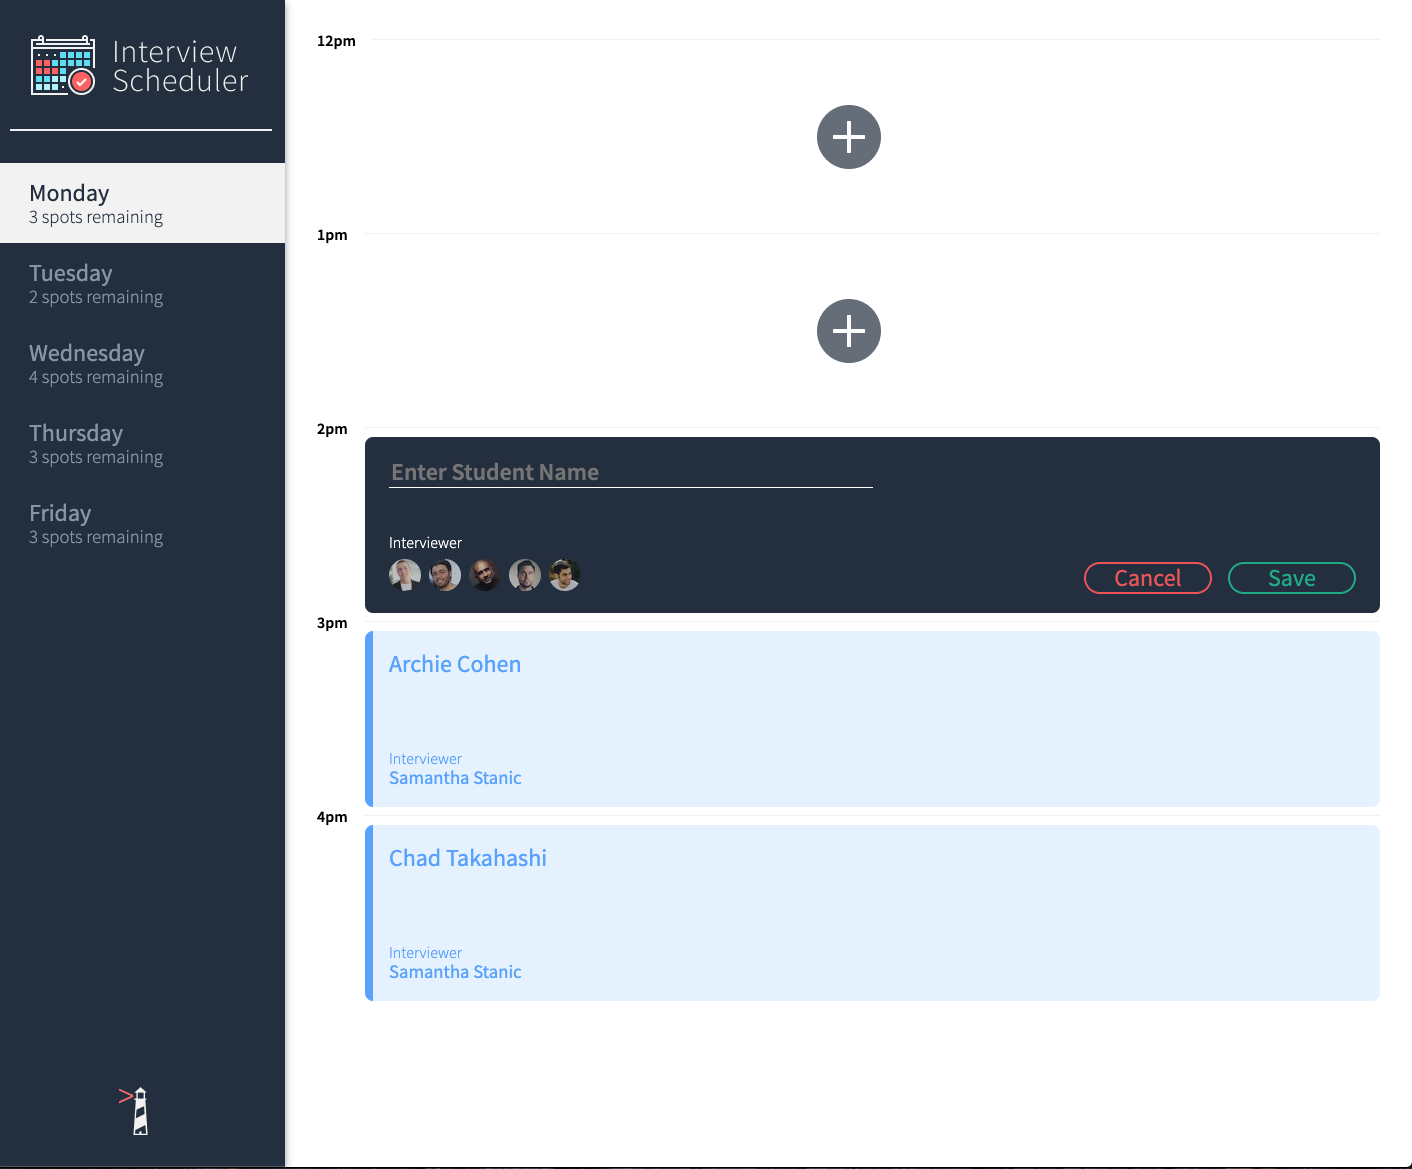 Interview
Scheduler
Monday
3 spots remaining
Tuesday
2 spots remaining
Wednesday
4 spots remaining
Thursday
3 spots remaining
Friday
3 spots remaining
12pm
1pm
2pm
Enter Student Name
Interviewer
Cancel
Save
3pm
Archie Cohen
Interviewer
Samantha Stanic
4pm
Chad Takahashi
Interviewer
Samantha Stanic